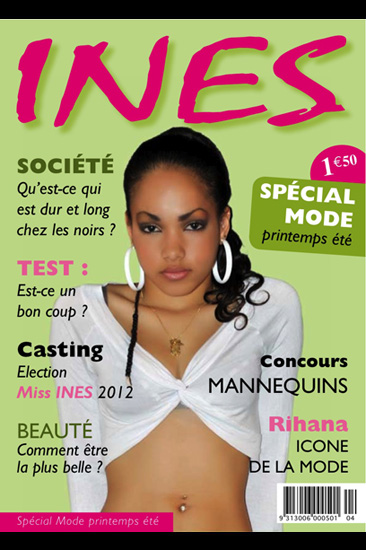 INES
SOCIÉTÉ
Qu'est-ce qui
est dur et long
chez les noirs ?
1€50
SPÉCIAL
MODE
printemps été
TEST :
Est-ce un
bon coup ?
Casting
Election
Miss INES 2012
BEAUTÉ
Comment être
la plus belle ?
Concours
MANNEQUINS
Rihana
ICONE
DE LA MODE
9 313006 000501 04
Spécial Mode printemps été